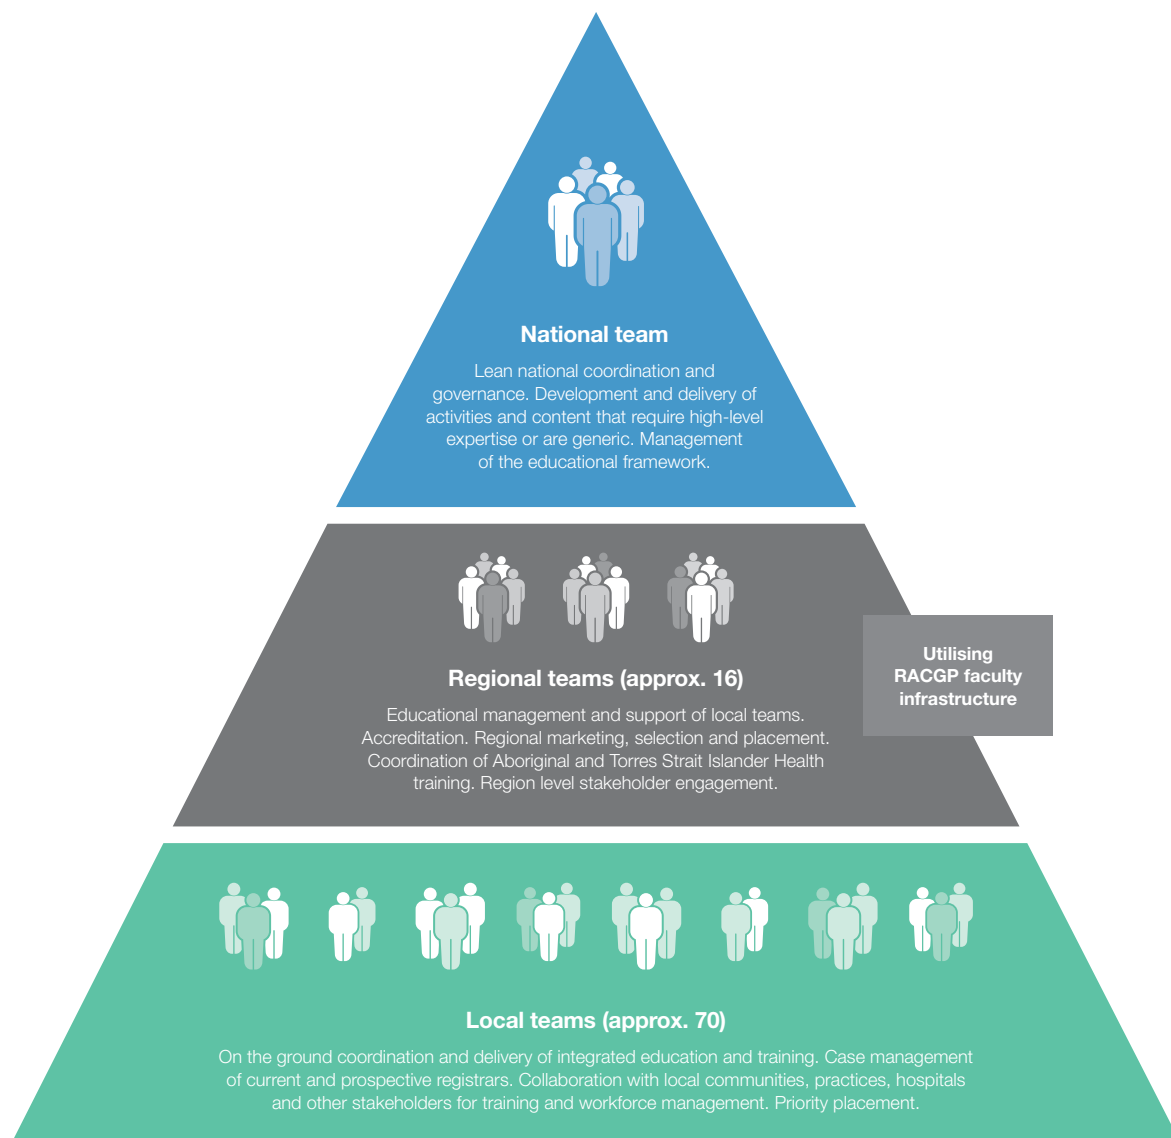 National team
Lean national coordination and
governance. Development and delivery of
activities and content that require high-level
expertise or are generic. Management
of the educational framework.
Regional teams (approx. 16)
Educational management and support of local teams.
Accreditation. Regional marketing, selection and placement.
Coordination of Aboriginal and Torres Strait Islander Health
training. Region level stakeholder engagement.
Utilising
RACGP faculty
infrastructure
Local teams (approx. 70)
On the ground coordination and delivery of integrated education and training. Case management
of current and prospective registrars. Collaboration with local communities, practices, hospitals
and other stakeholders for training and workforce management. Priority placement.